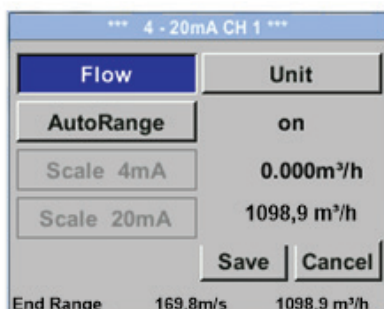 *** 4 - 20mA CH 1 ***
Flow Unit
AutoRange on
Scale 4mA 0.000m³/h
Scale 20mA 1098,9 m³/h
Save Cancel
End Range 169.8m/s 1098.9 m³/h